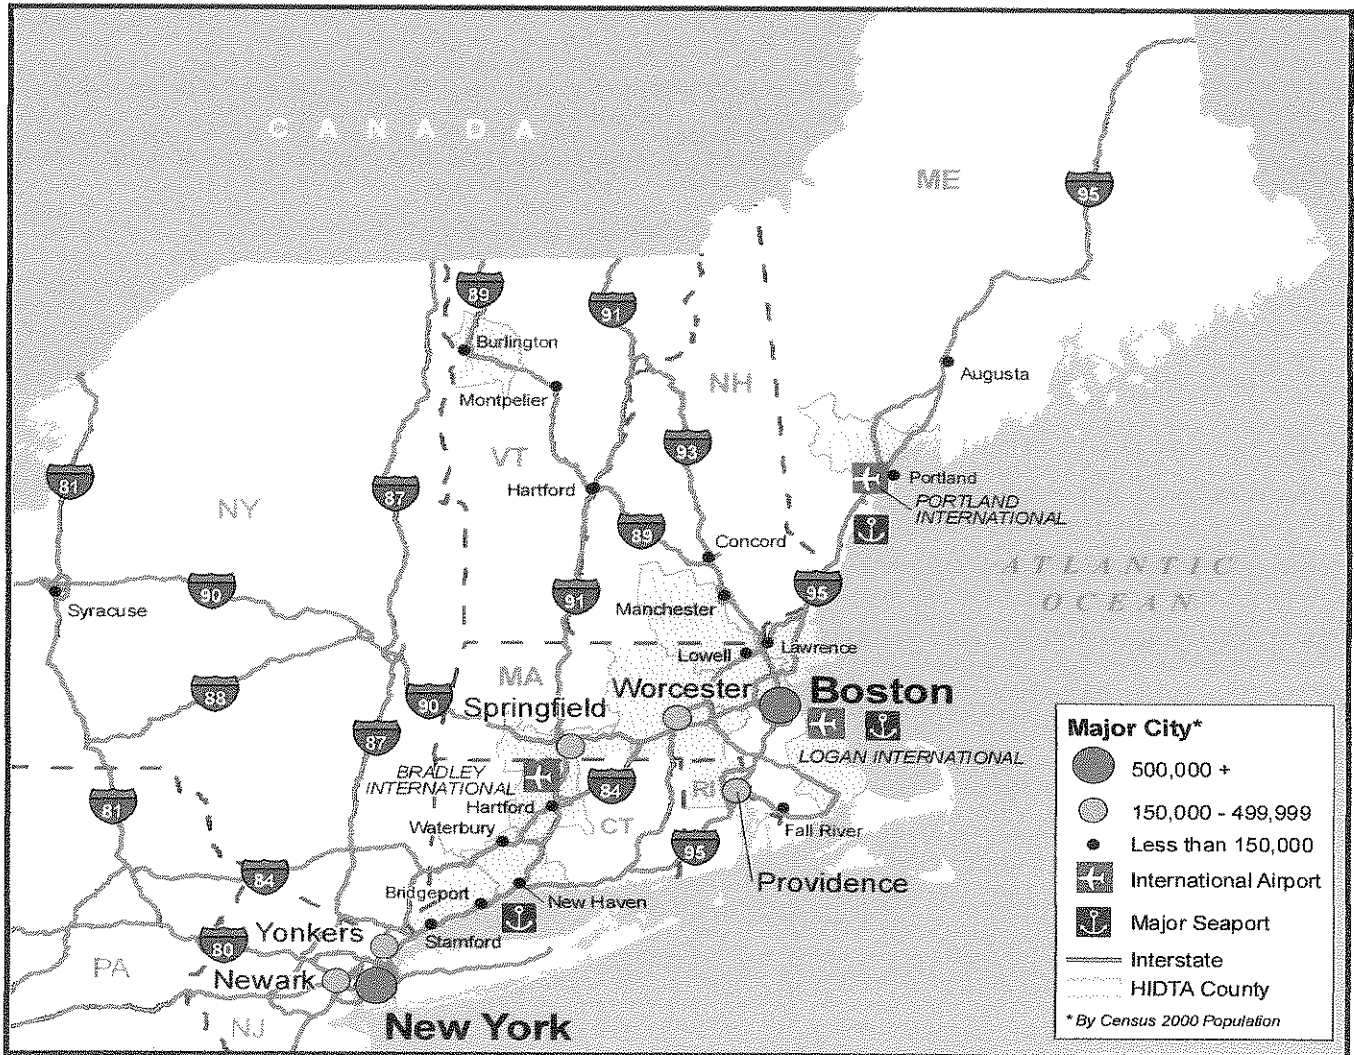 CANADA
ME
95
89
91
Burlington
Augusta
Montpelier
NH
93
VT
81
87
Hartford
Portland
PORTLAND
INTERNATIONAL
NY
89
Concord
ATLANTIC
OCEAN
90
91
95
Syracuse
Manchester
Lawrence
Lowell
MA
88
90
Worcester
Boston
Springfield
87
LOGAN INTERNATIONAL
BRADLEY
INTERNATIONAL
84
RI
81
Hartford
CT
Fall River
Waterbury
95
84
Providence
Bridgeport
New Haven
Stamford
Yonkers
80
PA
Newark
NJ
New York
Major City*
500,000 +
150,000 - 499,999
Less than 150,000
International Airport
Major Seaport
Interstate
HIDTA County
* By Census 2000 Population